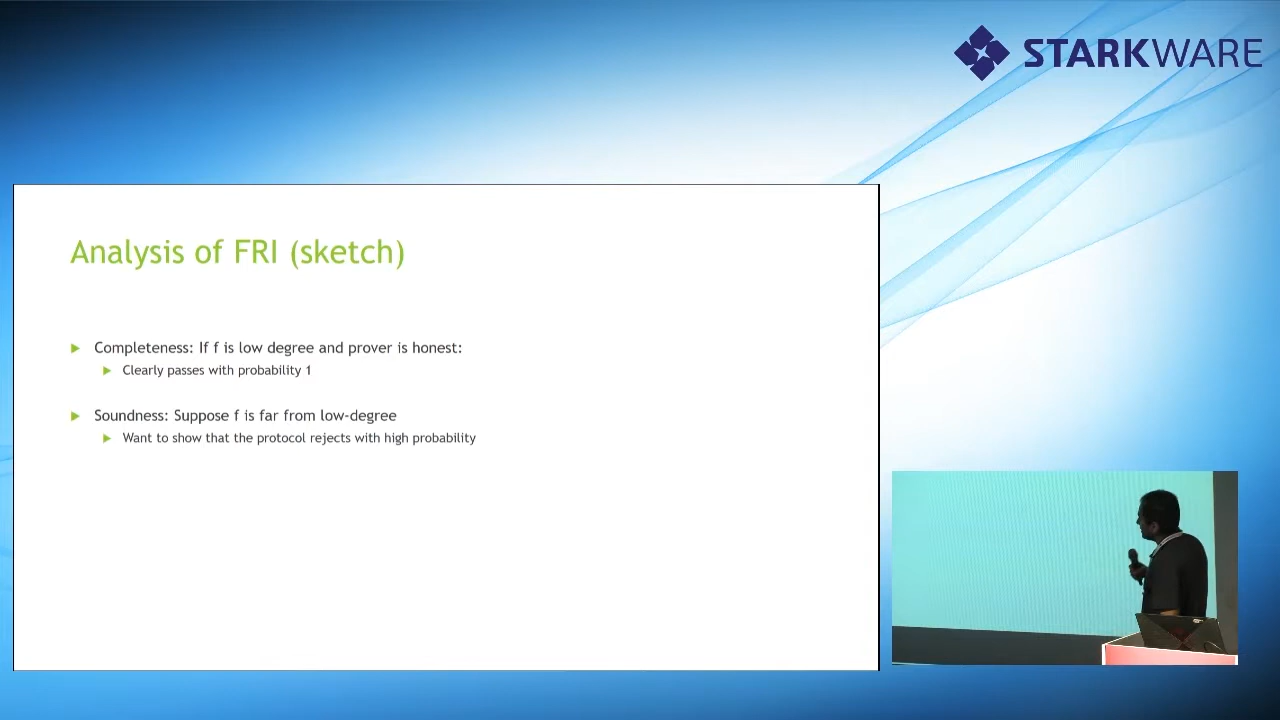 STARKWARE
Analysis of FRI (sketch)
Completeness: If f is low degree and prover is honest:
Clearly passes with probability 1
Soundness: Suppose f is far from low-degree
Want to show that the protocol rejects with high probability